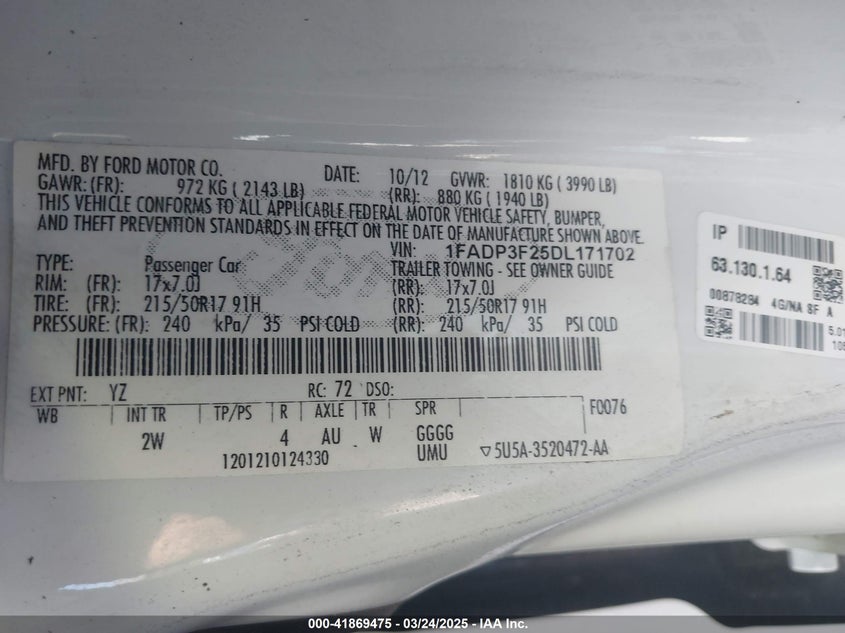 MFD. BY FORD MOTOR CO. DATE: 10/12 GVWR: 1810 KG ( 3990 LB)
GAWR: (FR): 972 KG ( 2143 LB) (RR): 880 KG ( 1940 LB)
THIS VEHICLE CONFORMS TO ALL APPLICABLE FEDERAL MOTOR VEHICLE SAFETY, BUMPER,
AND THEFT PREVENTION STANDARDS IN EFFECT ON THE DATE OF MANUFACTURE SHOWN ABOVE.
VIN: 1FADP3F25DL171702
TYPE: Passenger Car TRAILER TOWING - SEE OWNER GUIDE
RIM: (FR): 17x7.0J (RR): 17x7.0J
TIRE: (FR): 215/50R17 91H (RR): 215/50R17 91H
PRESSURE: (FR): 240 kPa/ 35 PSI COLD (RR): 240 kPa/ 35 PSI COLD
EXT PNT: YZ RC: 72 DSO:
WB INT TR TP/PS R AXLE TR SPR F0076
2W 4 AU W GGGG
1201210124330 UMU 5U5A-3520472-AA
IP
63.130.1.64
00878284 4G/NA SF A
5.01
000-41869475 - 03/24/2025 - IAA Inc.